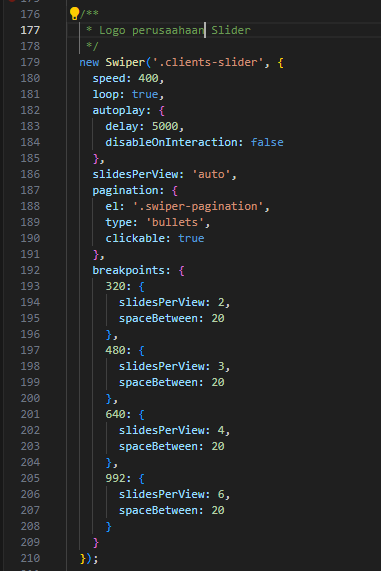 176 /**
177 * Logo perusaahaan Slider
178 */
179 new Swiper('.clients-slider', {
180 speed: 400,
181 loop: true,
182 autoplay: {
183 delay: 5000,
184 disableOnInteraction: false
185 },
186 slidesPerView: 'auto',
187 pagination: {
188 el: '.swiper-pagination',
189 type: 'bullets',
190 clickable: true
191 },
192 breakpoints: {
193 320: {
194 slidesPerView: 2,
195 spaceBetween: 20
196 },
197 480: {
198 slidesPerView: 3,
199 spaceBetween: 20
200 },
201 640: {
202 slidesPerView: 4,
203 spaceBetween: 20
204 },
205 992: {
206 slidesPerView: 6,
207 spaceBetween: 20
208 }
209 }
210 });